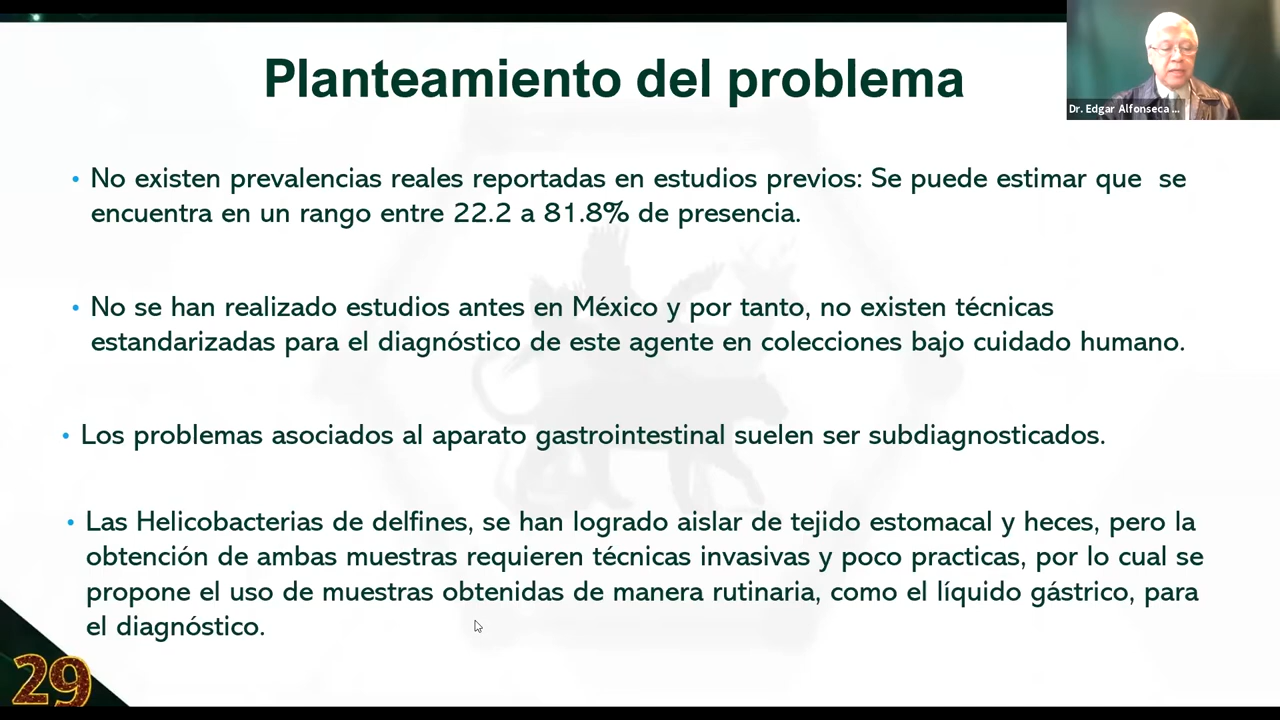 Planteamiento del problema
Dr. Edgar Alfonseca ...
• No existen prevalencias reales reportadas en estudios previos: Se puede estimar que se
encuentra en un rango entre 22.2 a 81.8% de presencia.
• No se han realizado estudios antes en México y por tanto, no existen técnicas
estandarizadas para el diagnóstico de este agente en colecciones bajo cuidado humano.
• Los problemas asociados al aparato gastrointestinal suelen ser subdiagnosticados.
• Las Helicobacterias de delfines, se han logrado aislar de tejido estomacal y heces, pero la
obtención de ambas muestras requieren técnicas invasivas y poco practicas, por lo cual se
propone el uso de muestras obtenidas de manera rutinaria, como el líquido gástrico, para
el diagnóstico.
29